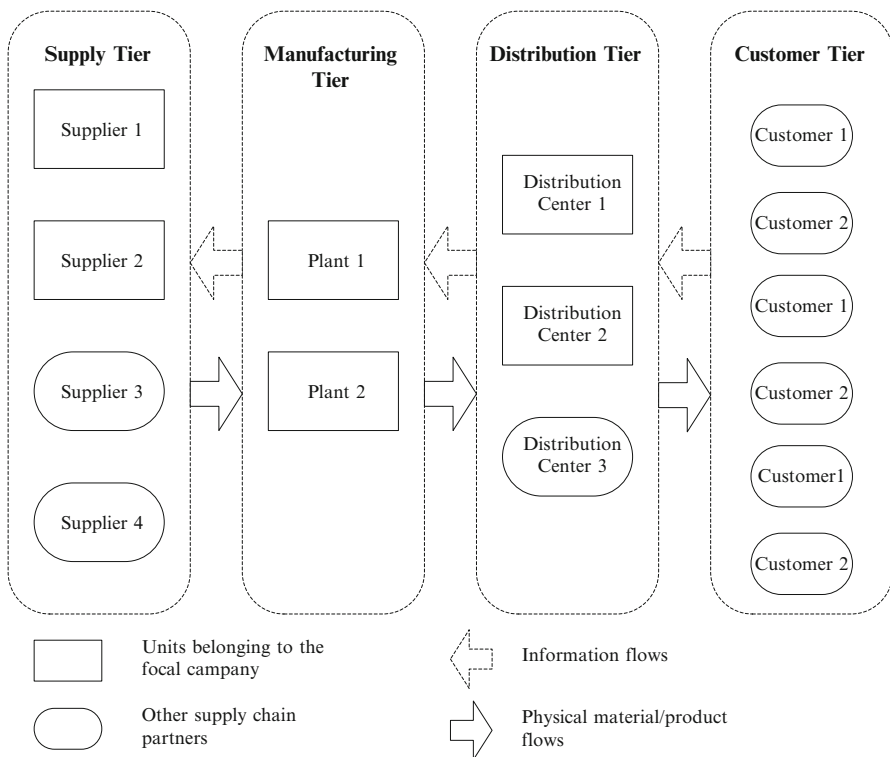 Supply Tier
Supplier 1
Supplier 2
Supplier 3
Supplier 4
Manufacturing
Tier
Plant 1
Plant 2
Distribution Tier
Distribution
Center 1
Distribution
Center 2
Distribution
Center 3
Customer Tier
Customer 1
Customer 2
Customer 1
Customer 2
Customer1
Customer 2
Units belonging to the
focal campany
Other supply chain
partners
Information flows
Physical material/product
flows